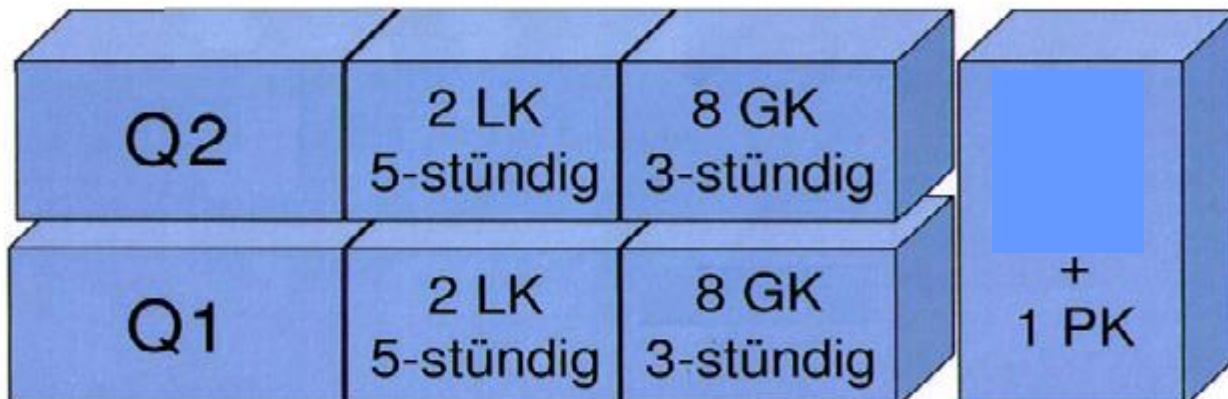 Q2
2 LK
5-stündig
8 GK
3-stündig
Q1
2 LK
5-stündig
8 GK
3-stündig
+
1 PK